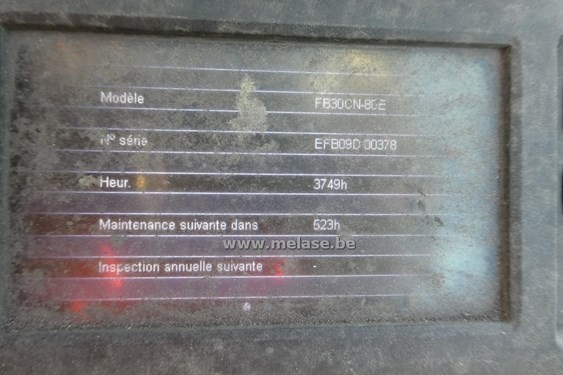 Modèle FB30CN-80E
N° série EFB09D 00378
Heur. 3749h
Maintenance suivante dans 523h
www.melase.be
Inspection annuelle suivante